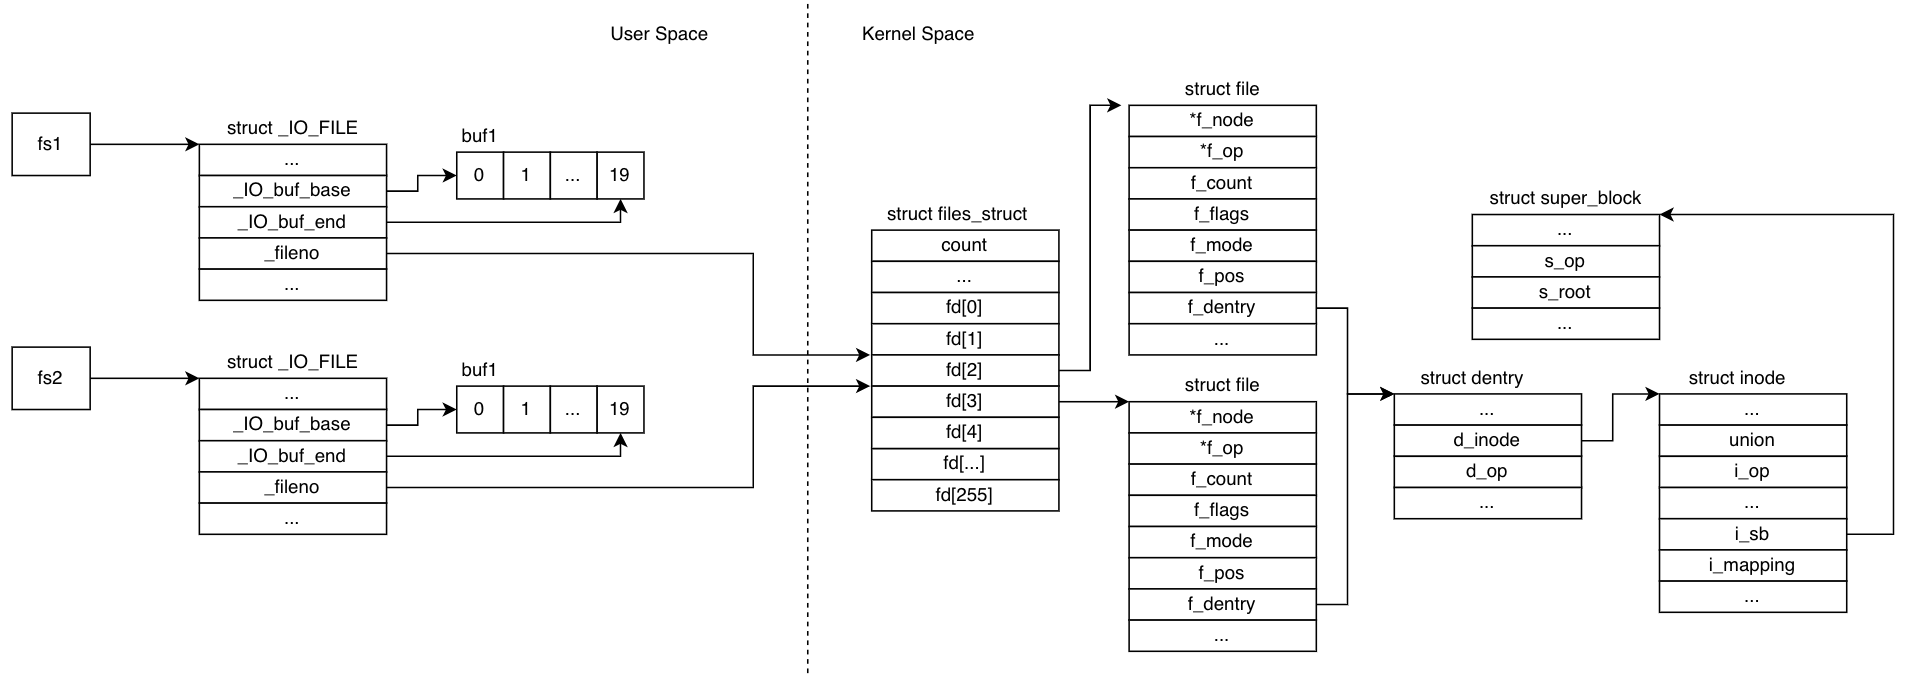 User Space
Kernel Space
fs1
struct _IO_FILE
...
_IO_buf_base
_IO_buf_end
_fileno
...
buf1
0 1 ... 19
fs2
struct _IO_FILE
...
_IO_buf_base
_IO_buf_end
_fileno
...
buf1
0 1 ... 19
struct files_struct
count
...
fd[0]
fd[1]
fd[2]
fd[3]
fd[4]
fd[...]
fd[255]
struct file
*f_node
*f_op
f_count
f_flags
f_mode
f_pos
f_dentry
...
struct file
*f_node
*f_op
f_count
f_flags
f_mode
f_pos
f_dentry
...
struct super_block
...
s_op
s_root
...
struct dentry
...
d_inode
d_op
...
struct inode
...
union
i_op
...
i_sb
i_mapping
...